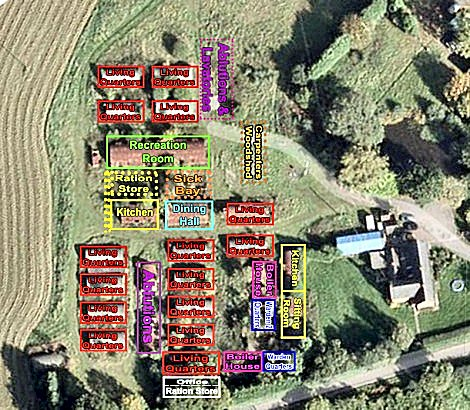 Living
Quarters
Living
Quarters
Ablutions &
Lavatories
Living
Quarters
Living
Quarters
Carpenters
Woodshed
Recreation
Room
Ration
Store
Sick
Bay
Kitchen
Dining
Hall
Living
Quarters
Living
Quarters
Living
Quarters
Living
Quarters
Living
Quarters
Living
Quarters
Living
Quarters
Living
Quarters
Living
Quarters
Living
Quarters
Living
Quarters
Ablutions
Boiler
House
Kitchen
Warden
Quarters
Sitting
Room
Living
Quarters
Boiler
House
Warden
Quarters
Office
Ration Store